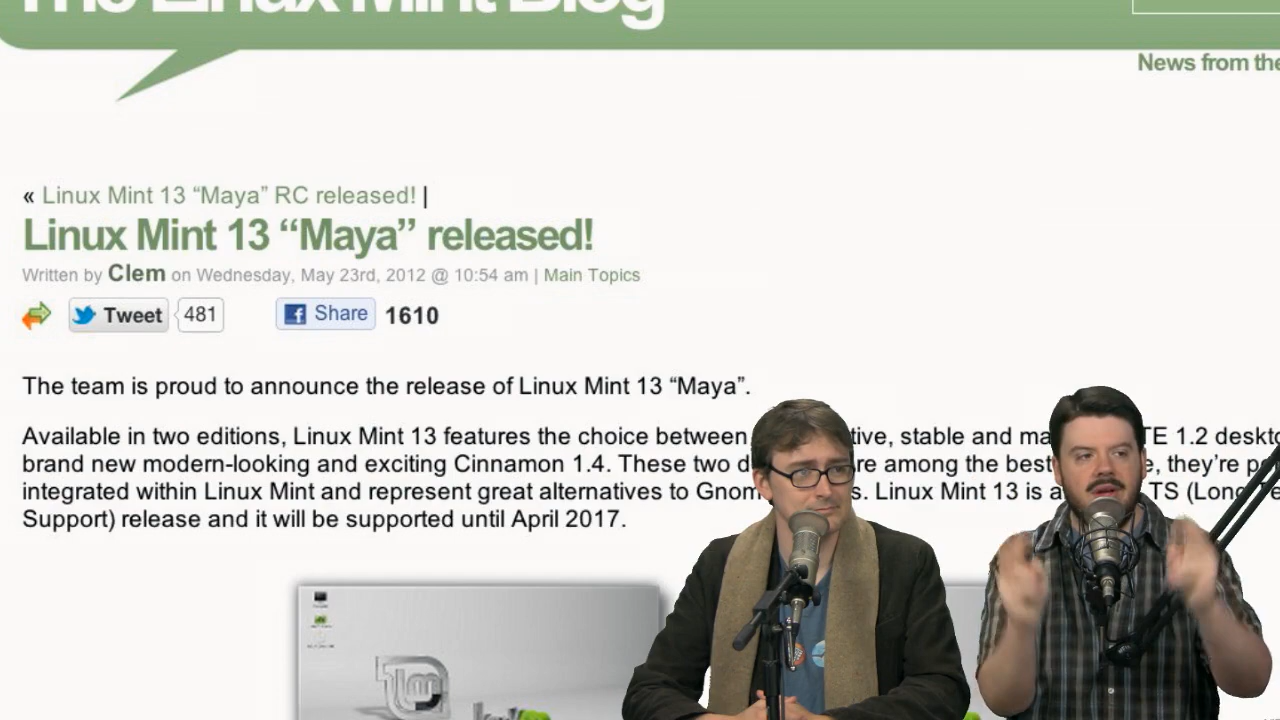 The Linux Mint Blog
News from the
« Linux Mint 13 “Maya” RC released! |
Linux Mint 13 “Maya” released!
Written by Clem on Wednesday, May 23rd, 2012 @ 10:54 am | Main Topics
Tweet 481 Share 1610
The team is proud to announce the release of Linux Mint 13 “Maya”.
Available in two editions, Linux Mint 13 features the choice between tive, stable and ma TE 1.2 deskto
brand new modern-looking and exciting Cinnamon 1.4. These two d re among the best e, they’re
integrated within Linux Mint and represent great alternatives to Gnom s. Linux Mint 13 is a TS (Long Te
Support) release and it will be supported until April 2017.